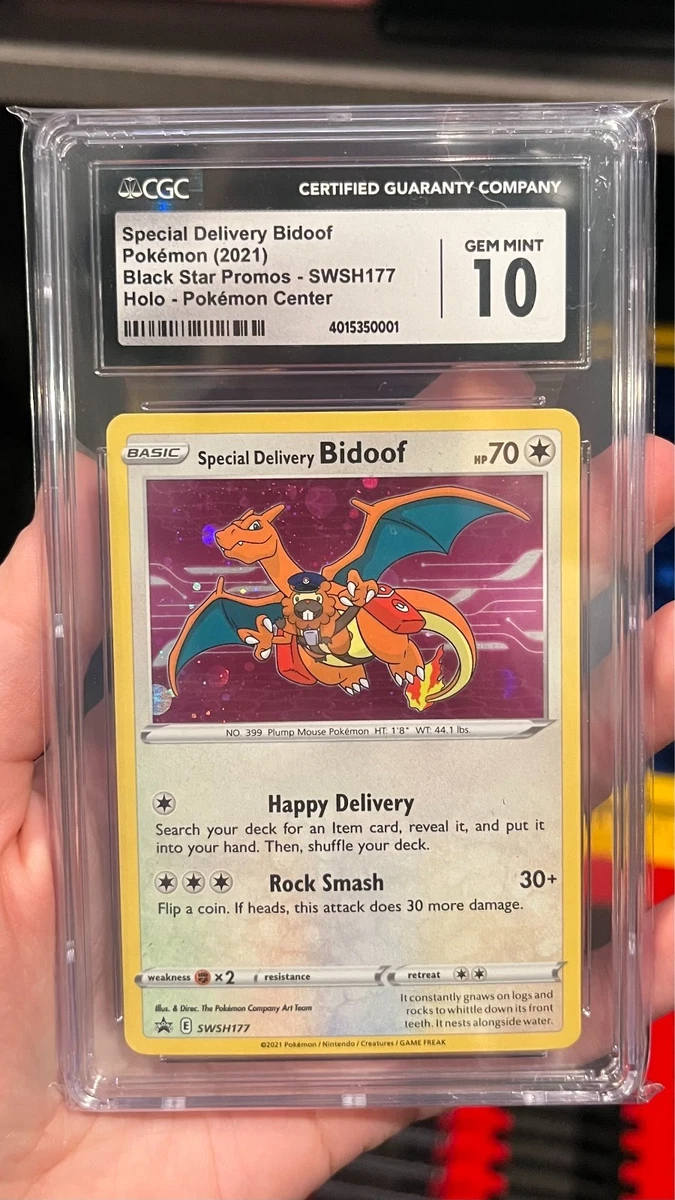 CGC CERTIFIED GUARANTY COMPANY
Special Delivery Bidoof
Pokémon (2021)
Black Star Promos - SWSH177
Holo - Pokémon Center
4015350001
GEM MINT
10
BASIC Special Delivery Bidoof HP 70
NO. 399 Plump Mouse Pokémon HT: 1'8" WT: 44.1 lbs.
Happy Delivery
Search your deck for an Item card, reveal it, and put it
into your hand. Then, shuffle your deck.
Rock Smash 30+
Flip a coin. If heads, this attack does 30 more damage.
weakness ×2 resistance retreat
Illus. & Direc. The Pokémon Company Art Team
E SWSH177
It constantly gnaws on logs and
rocks to whittle down its front
teeth. It nests alongside water.
©2021 Pokémon / Nintendo / Creatures / GAME FREAK